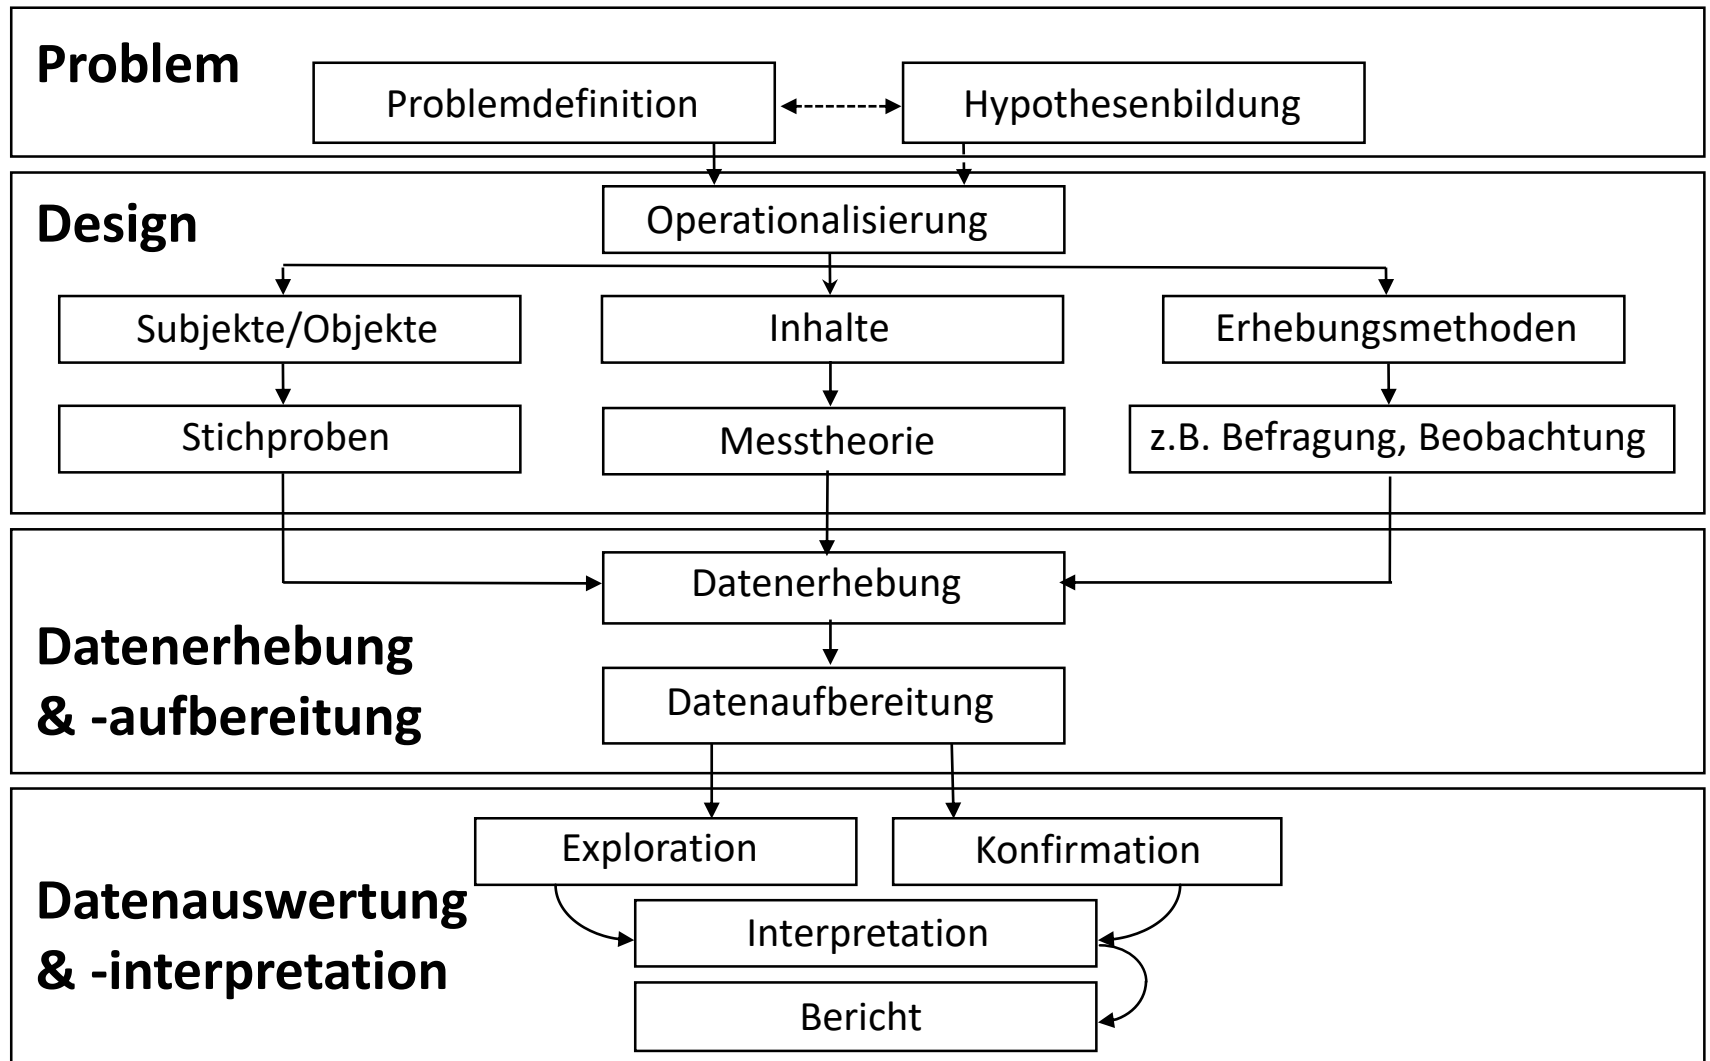 Problem
Problemdefinition
Hypothesenbildung
Design
Operationalisierung
Subjekte/Objekte
Inhalte
Erhebungsmethoden
Stichproben
Messtheorie
z.B. Befragung, Beobachtung
Datenerhebung
& -aufbereitung
Datenerhebung
Datenaufbereitung
Datenauswertung
& -interpretation
Exploration
Konfirmation
Interpretation
Bericht